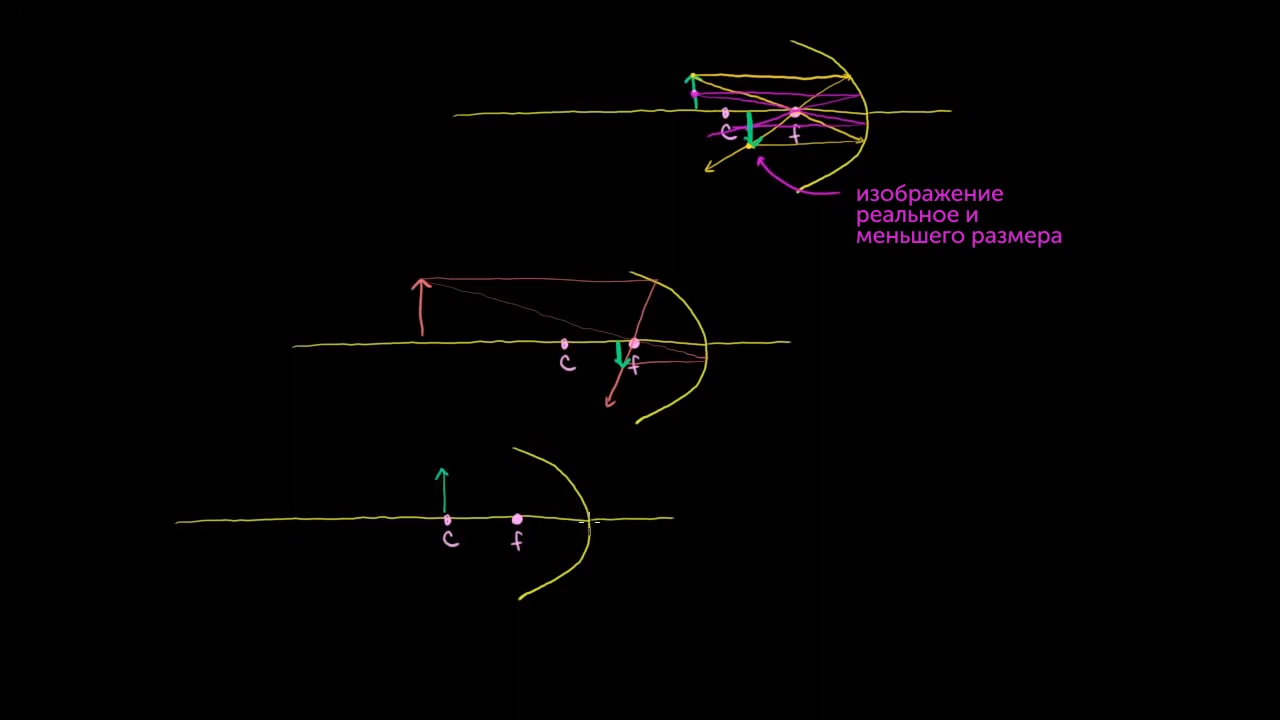 c f
изображение
реальное и
меньшего размера
c f
c f